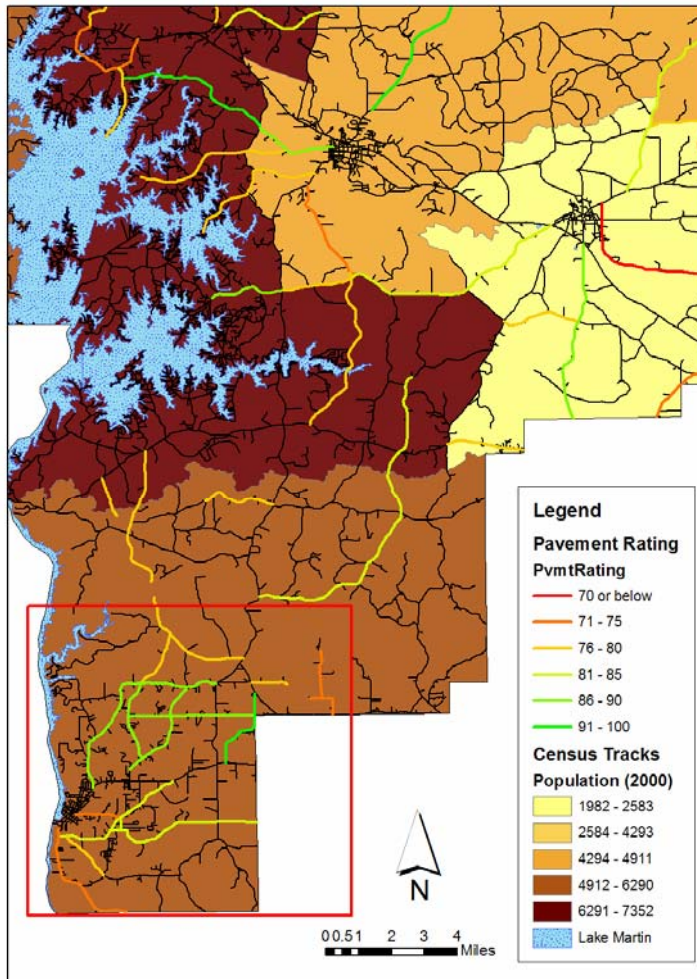 Legend
Pavement Rating
PvmtRating
70 or below
71 - 75
76 - 80
81 - 85
86 - 90
91 - 100
Census Tracks
Population (2000)
1982 - 2583
2584 - 4293
4294 - 4911
4912 - 6290
6291 - 7352
Lake Martin
N
0 0.5 1 2 3 4
Miles